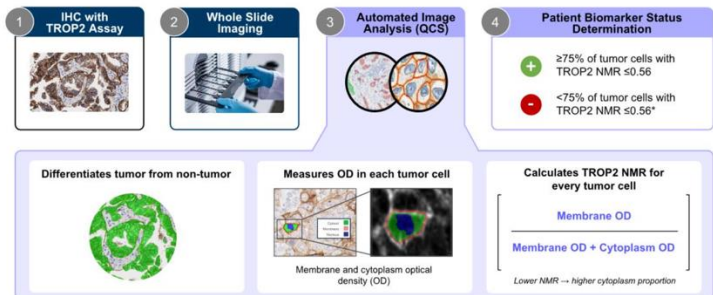 1
IHC with
TROP2 Assay
2
Whole Slide
Imaging
3
Automated Image
Analysis (QCS)
4
Patient Biomarker Status
Determination
+
≥75% of tumor cells with
TROP2 NMR ≤0.56
-
<75% of tumor cells with
TROP2 NMR ≤0.56*
Differentiates tumor from non-tumor
Measures OD in each tumor cell
Membrane and cytoplasm optical
density (OD)
Calculates TROP2 NMR for
every tumor cell
Membrane OD
Membrane OD + Cytoplasm OD
Lower NMR → higher cytoplasm proportion